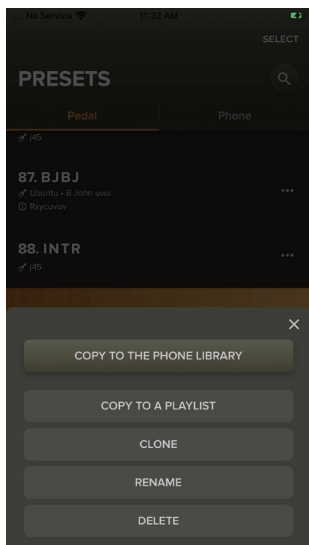 No Service 11:32 AM
SELECT
PRESETS
Pedal Phone
j45
87. BJBJ
Ubuntu • B John uvui
Rxycuvuv
88. INTR
j45
COPY TO THE PHONE LIBRARY
COPY TO A PLAYLIST
CLONE
RENAME
DELETE